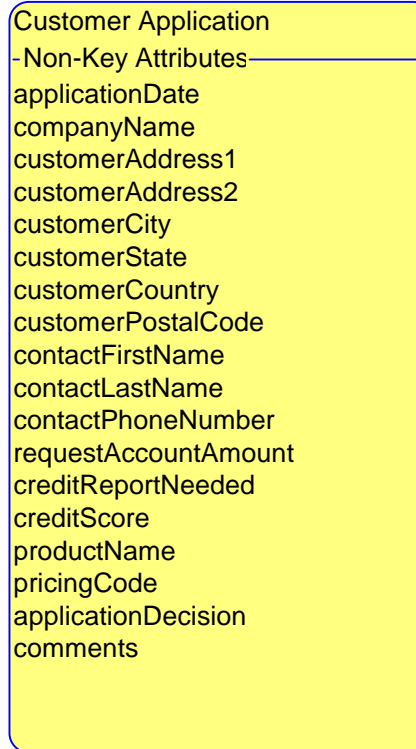 Customer Application
Non-Key Attributes
applicationDate
companyName
customerAddress1
customerAddress2
customerCity
customerState
customerCountry
customerPostalCode
contactFirstName
contactLastName
contactPhoneNumber
requestAccountAmount
creditReportNeeded
creditScore
productName
pricingCode
applicationDecision
comments